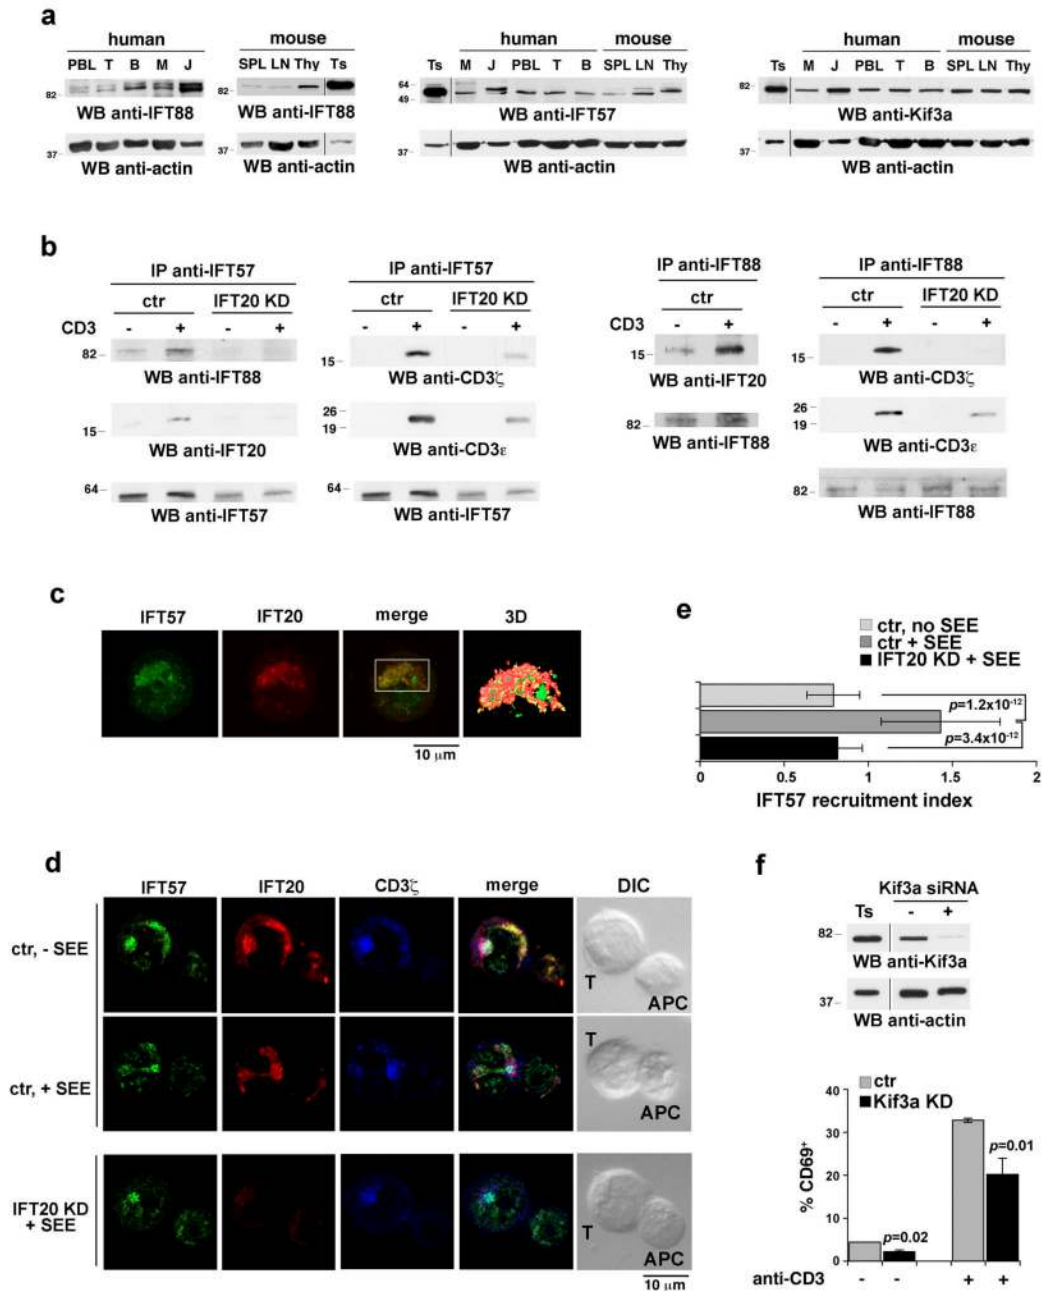 a
human mouse human mouse human mouse
PBL T B M J SPL LN Thy Ts Ts M J PBL T B SPL LN Thy Ts M J PBL T B SPL LN Thy
82 82 64 49 82
WB anti-IFT88 WB anti-IFT88 WB anti-IFT57 WB anti-Kif3a
37 37 37 37
WB anti-actin WB anti-actin WB anti-actin WB anti-actin
b
IP anti-IFT57 IP anti-IFT57 IP anti-IFT88 IP anti-IFT88
ctr IFT20 KD ctr IFT20 KD ctr ctr IFT20 KD
CD3 - + - + - + - + - + - + - +
82 15 15 15
WB anti-IFT88 WB anti-CD3ζ WB anti-IFT20 WB anti-CD3ζ
15 26 19 82 26 19
WB anti-IFT20 WB anti-CD3ε WB anti-IFT88 WB anti-CD3ε
64 64 82
WB anti-IFT57 WB anti-IFT57 WB anti-IFT88
c
IFT57 IFT20 merge 3D
10 μm
e
ctr, no SEE
ctr + SEE
IFT20 KD + SEE
p=1.2x10-12
p=3.4x10-12
0 0.5 1 1.5 2
IFT57 recruitment index
d
IFT57 IFT20 CD3ζ merge DIC
ctr, - SEE
T
APC
ctr, + SEE
T
APC
IFT20 KD
+ SEE
T
APC
10 μm
f
Kif3a siRNA
Ts - +
82
WB anti-Kif3a
37
WB anti-actin
ctr
Kif3a KD
40
30
20
10
0
% CD69+
p=0.02
p=0.01
anti-CD3 - - + +